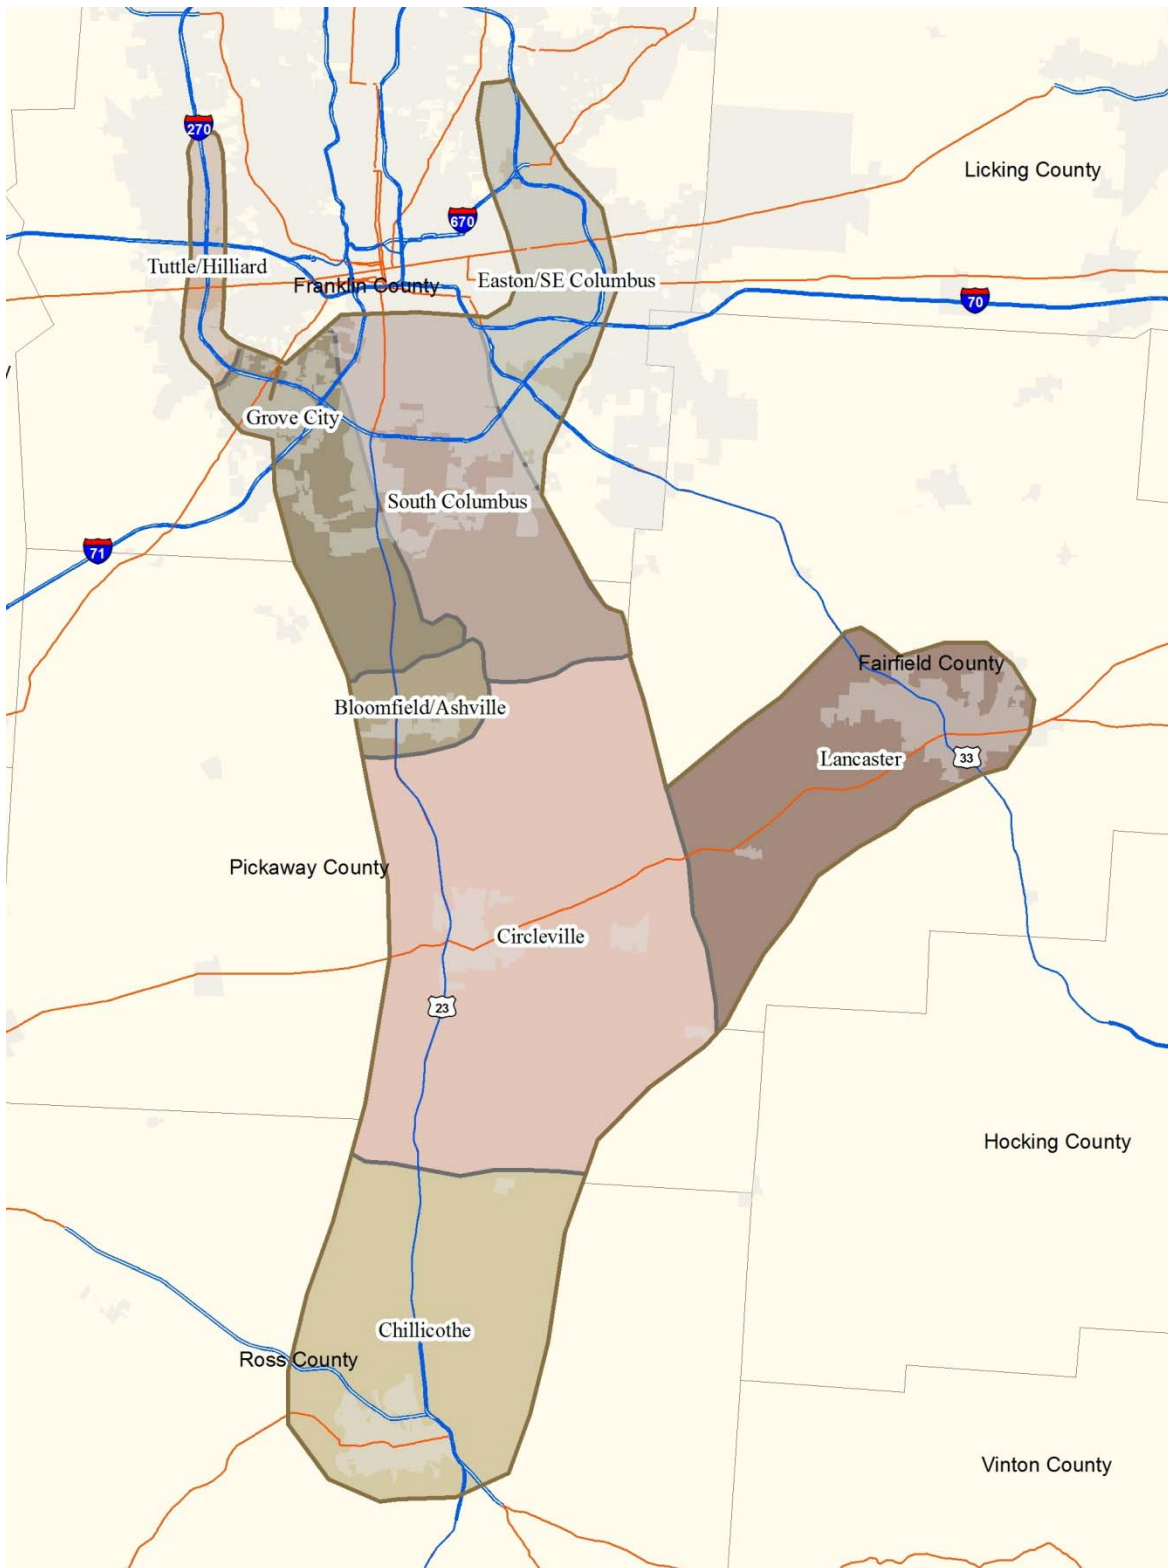 270
Licking County
670
Tuttle/Hilliard
Easton/SE Columbus
Franklin County
70
Grove City
South Columbus
71
Fairfield County
Bloomfield/Ashville
Lancaster
33
Pickaway County
Circleville
23
Hocking County
Chillicothe
Ross County
Vinton County